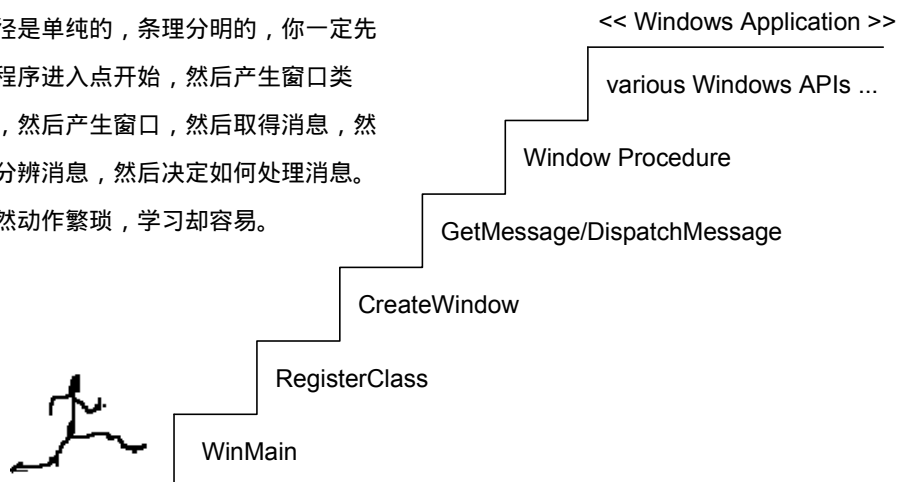 径是单纯的，条理分明的，你一定先
程序进入点开始，然后产生窗口类
，然后产生窗口，然后取得消息，然
分辨消息，然后决定如何处理消息。
然动作繁琐，学习却容易。
<< Windows Application >>
various Windows APIs ...
Window Procedure
GetMessage/DispatchMessage
CreateWindow
RegisterClass
WinMain